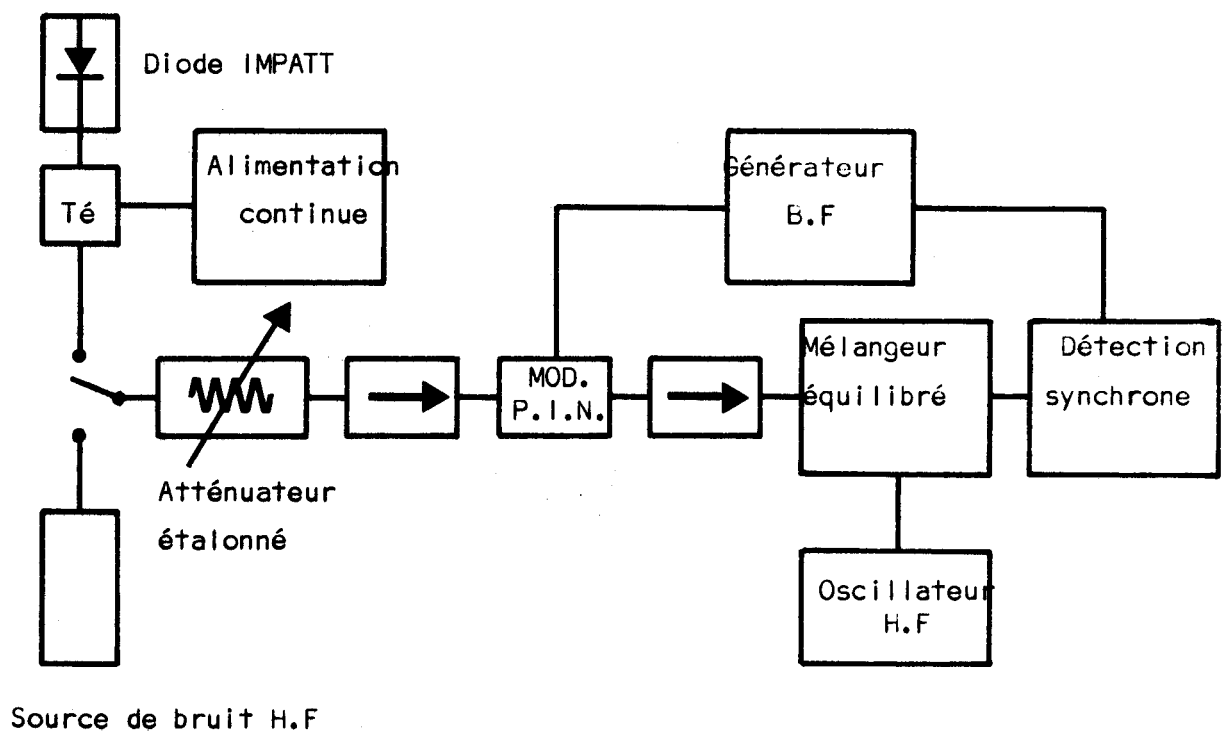 Diode IMPATT
Alimentation
continue
Té
Générateur
B.F
MOD.
P.I.N.
Mélangeur
équilibré
Détection
synchrone
Atténuateur
étalonné
Oscillateur
H.F
Source de bruit H.F